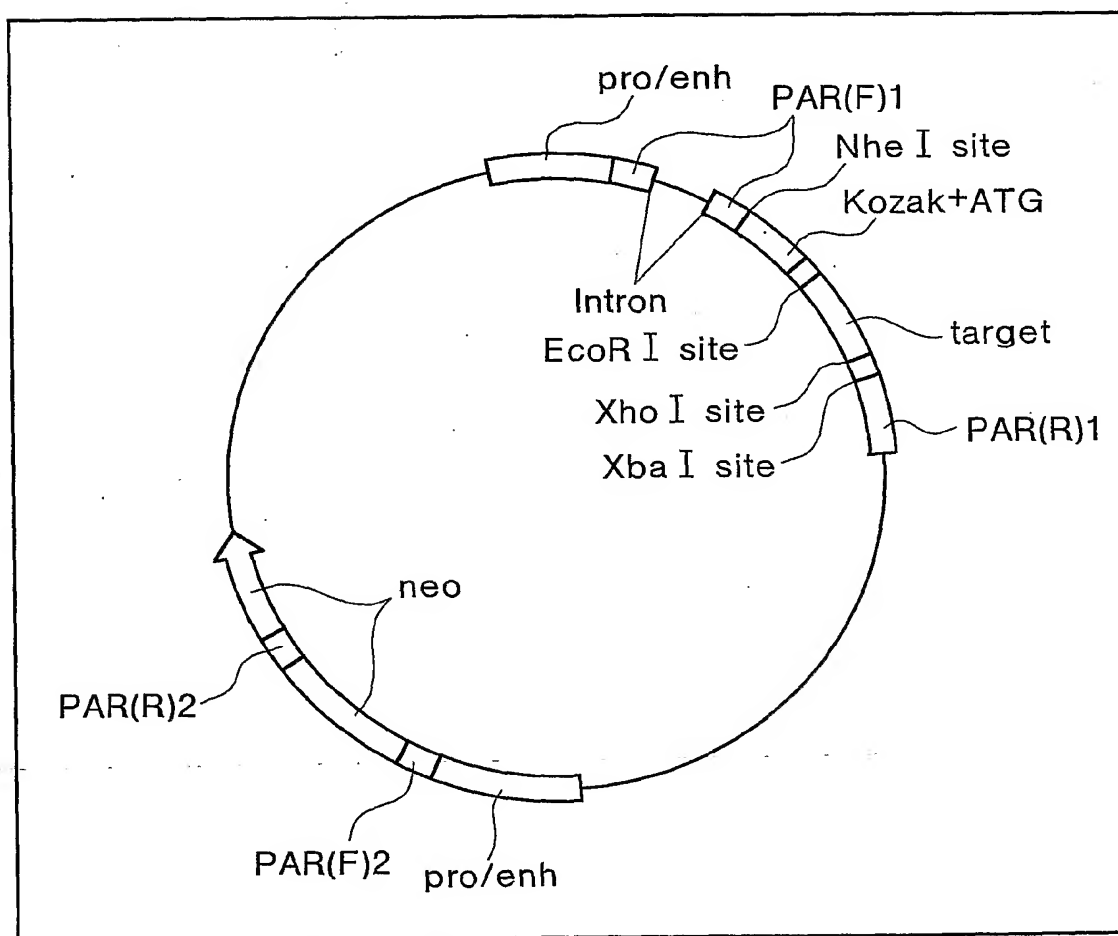 pro/enh
PAR(F)1
Nhe I site
Kozak+ATG
Intron
EcoR I site
target
Xho I site
PAR(R)1
Xba I site
neo
PAR(R)2
PAR(F)2
pro/enh